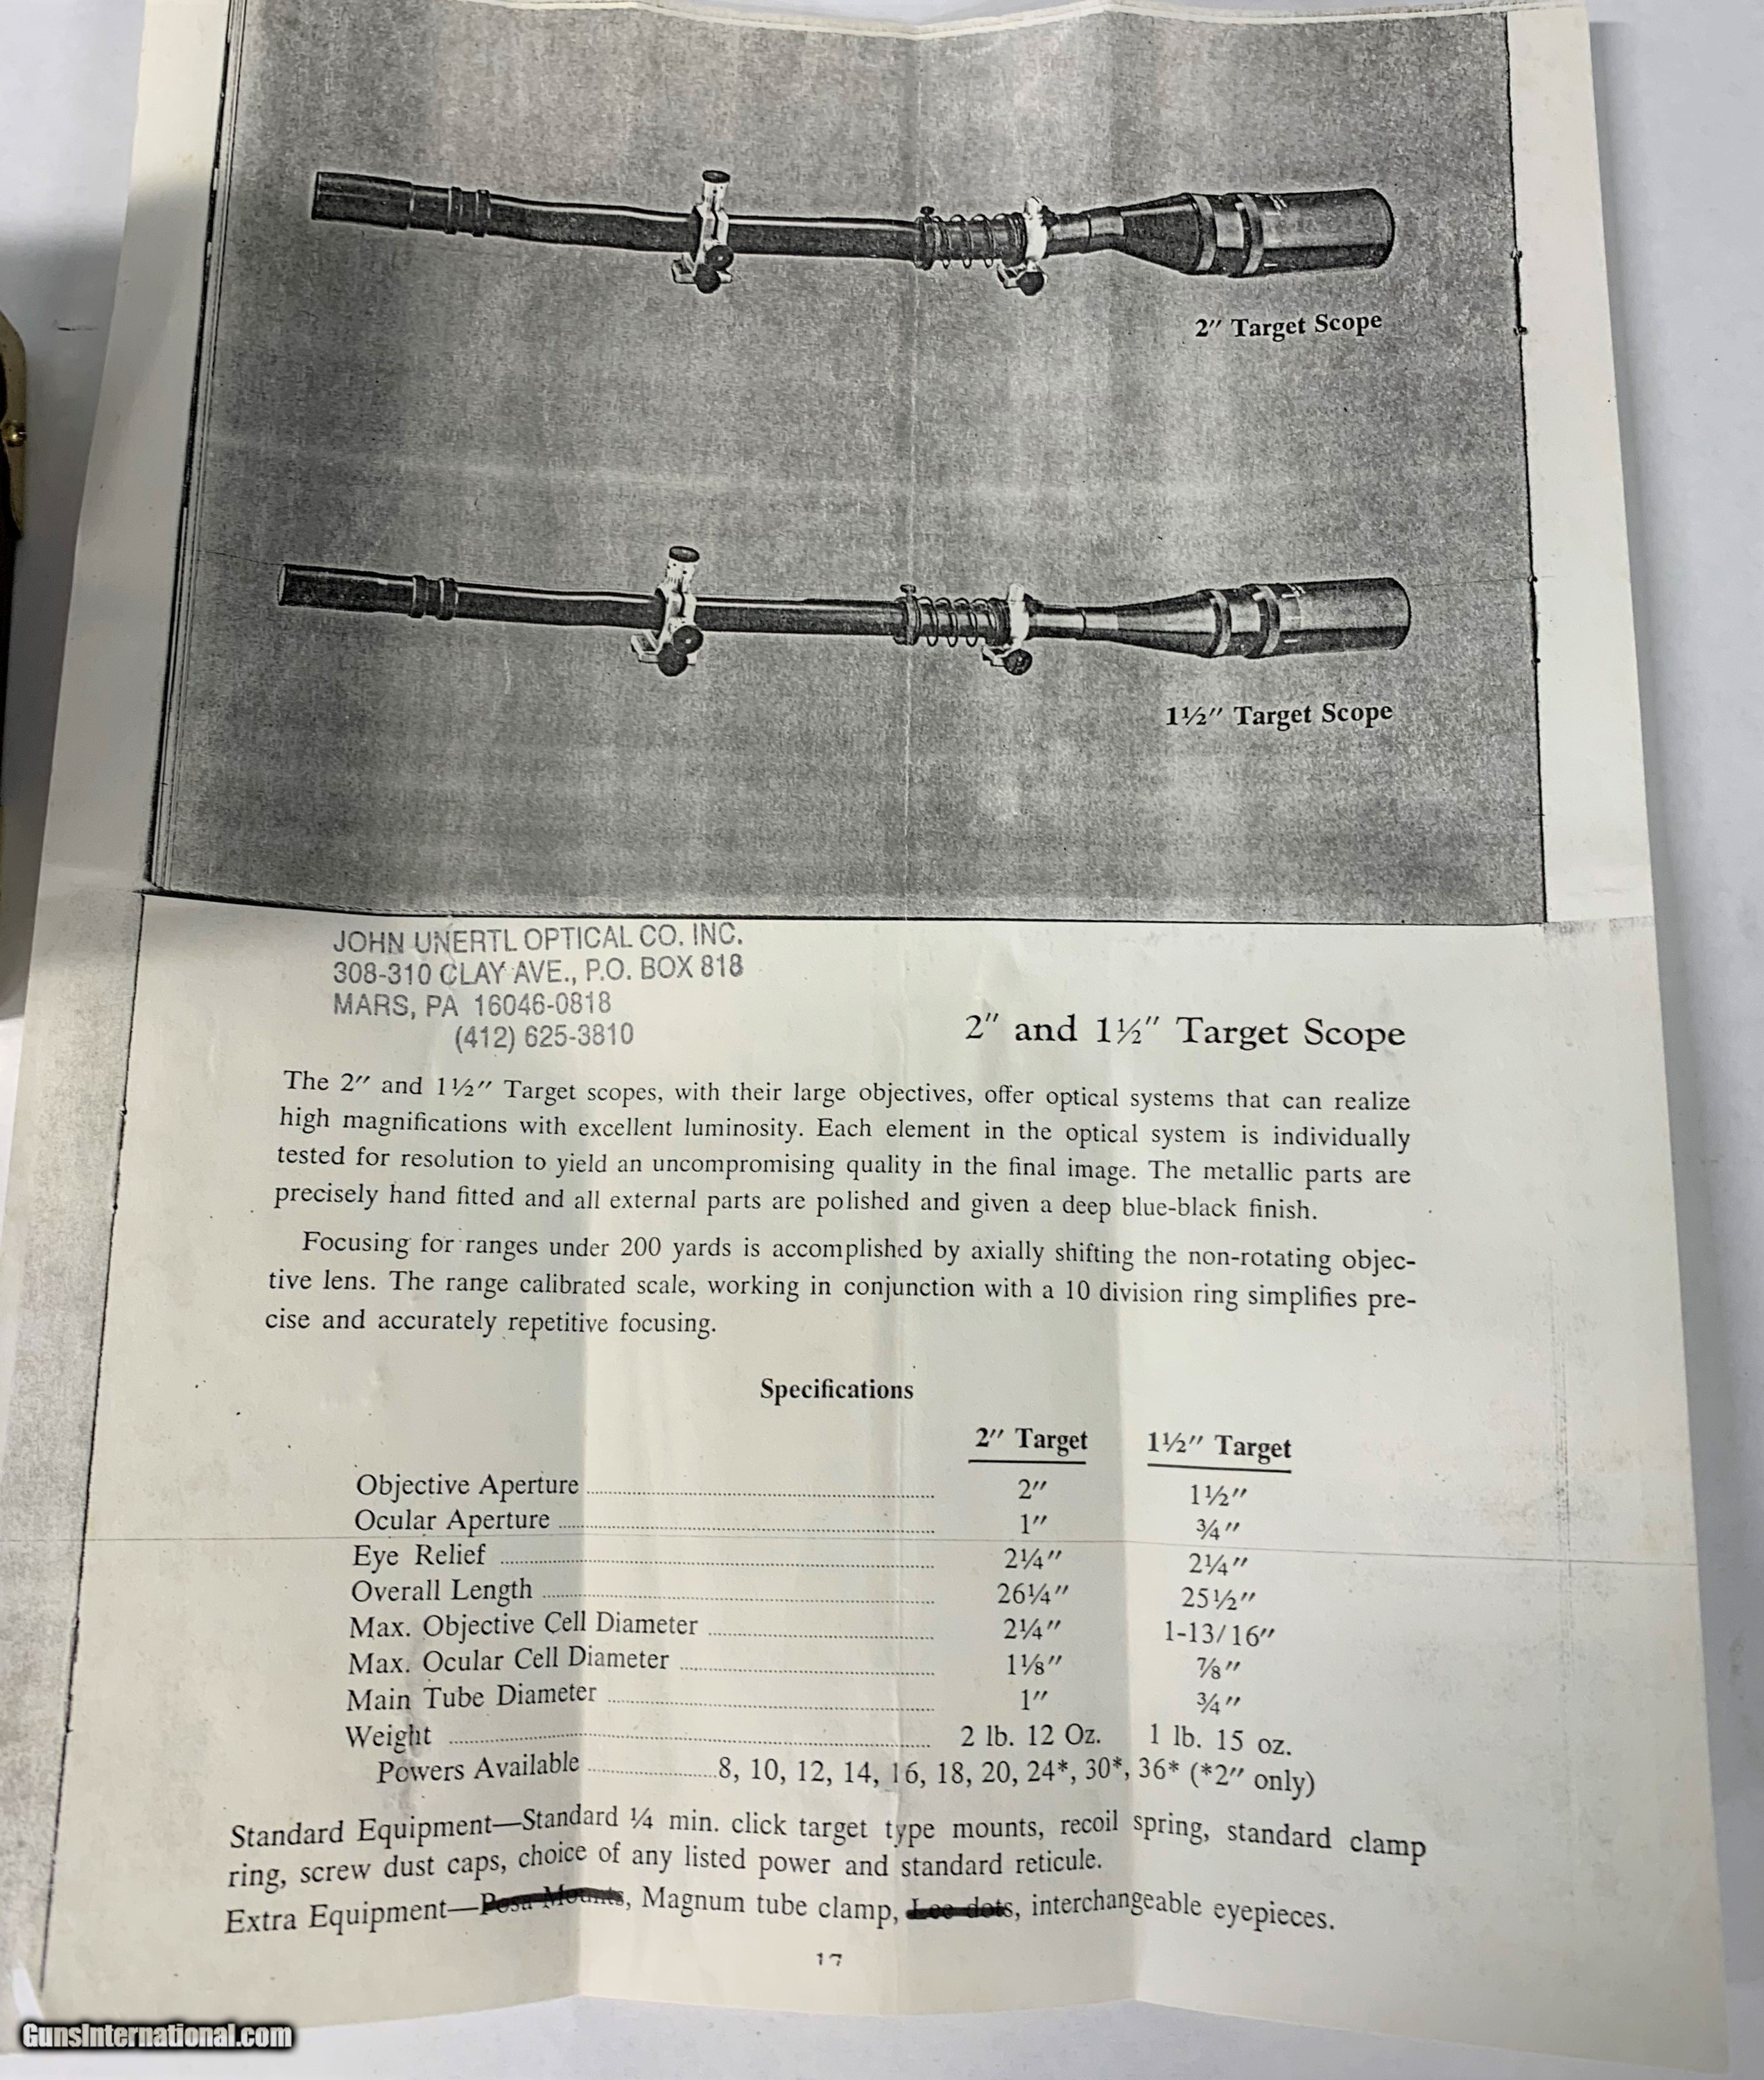 2″ Target Scope
1½″ Target Scope
JOHN UNERTL OPTICAL CO. INC.
308-310 CLAY AVE., P.O. BOX 818
MARS, PA 16046-0818
(412) 625-3810
2″ and 1½″ Target Scope
The 2″ and 1½″ Target scopes, with their large objectives, offer optical systems that can realize
high magnifications with excellent luminosity. Each element in the optical system is individually
tested for resolution to yield an uncompromising quality in the final image. The metallic parts are
precisely hand fitted and all external parts are polished and given a deep blue-black finish.
Focusing for ranges under 200 yards is accomplished by axially shifting the non-rotating objec-
tive lens. The range calibrated scale, working in conjunction with a 10 division ring simplifies pre-
cise and accurately repetitive focusing.
Specifications
2″ Target 1½″ Target
Objective Aperture 2″ 1½″
Ocular Aperture 1″ ¾″
Eye Relief 2¼″ 2¼″
Overall Length 26¼″ 25½″
Max. Objective Cell Diameter 2¼″ 1-13/16″
Max. Ocular Cell Diameter 1⅛″ ⅞″
Main Tube Diameter 1″ ¾″
Weight 2 lb. 12 Oz. 1 lb. 15 oz.
Powers Available 8, 10, 12, 14, 16, 18, 20, 24*, 30*, 36* (*2″ only)
Standard Equipment—Standard ¼ min. click target type mounts, recoil spring, standard clamp
ring, screw dust caps, choice of any listed power and standard reticule.
Extra Equipment—Posa Mounts, Magnum tube clamp, Lee dots, interchangeable eyepieces.
17
GunsInternational.com